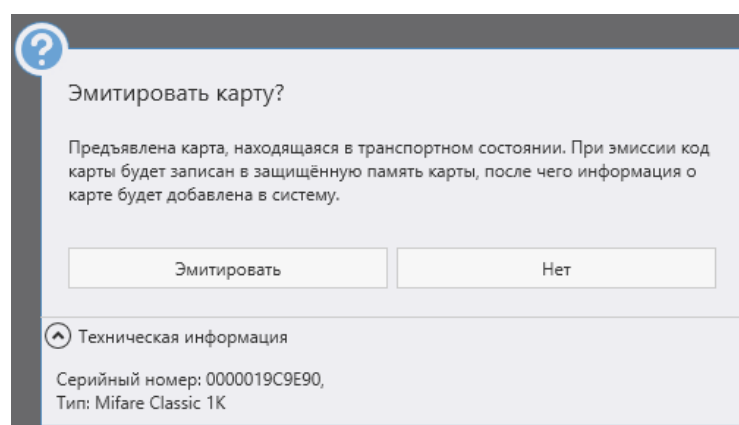 ?
Эмитировать карту?
Предъявлена карта, находящаяся в транспортном состоянии. При эмиссии код
карты будет записан в защищённую память карты, после чего информация о
карте будет добавлена в систему.
Эмитировать
Нет
Техническая информация
Серийный номер: 0000019C9E90,
Тип: Mifare Classic 1K